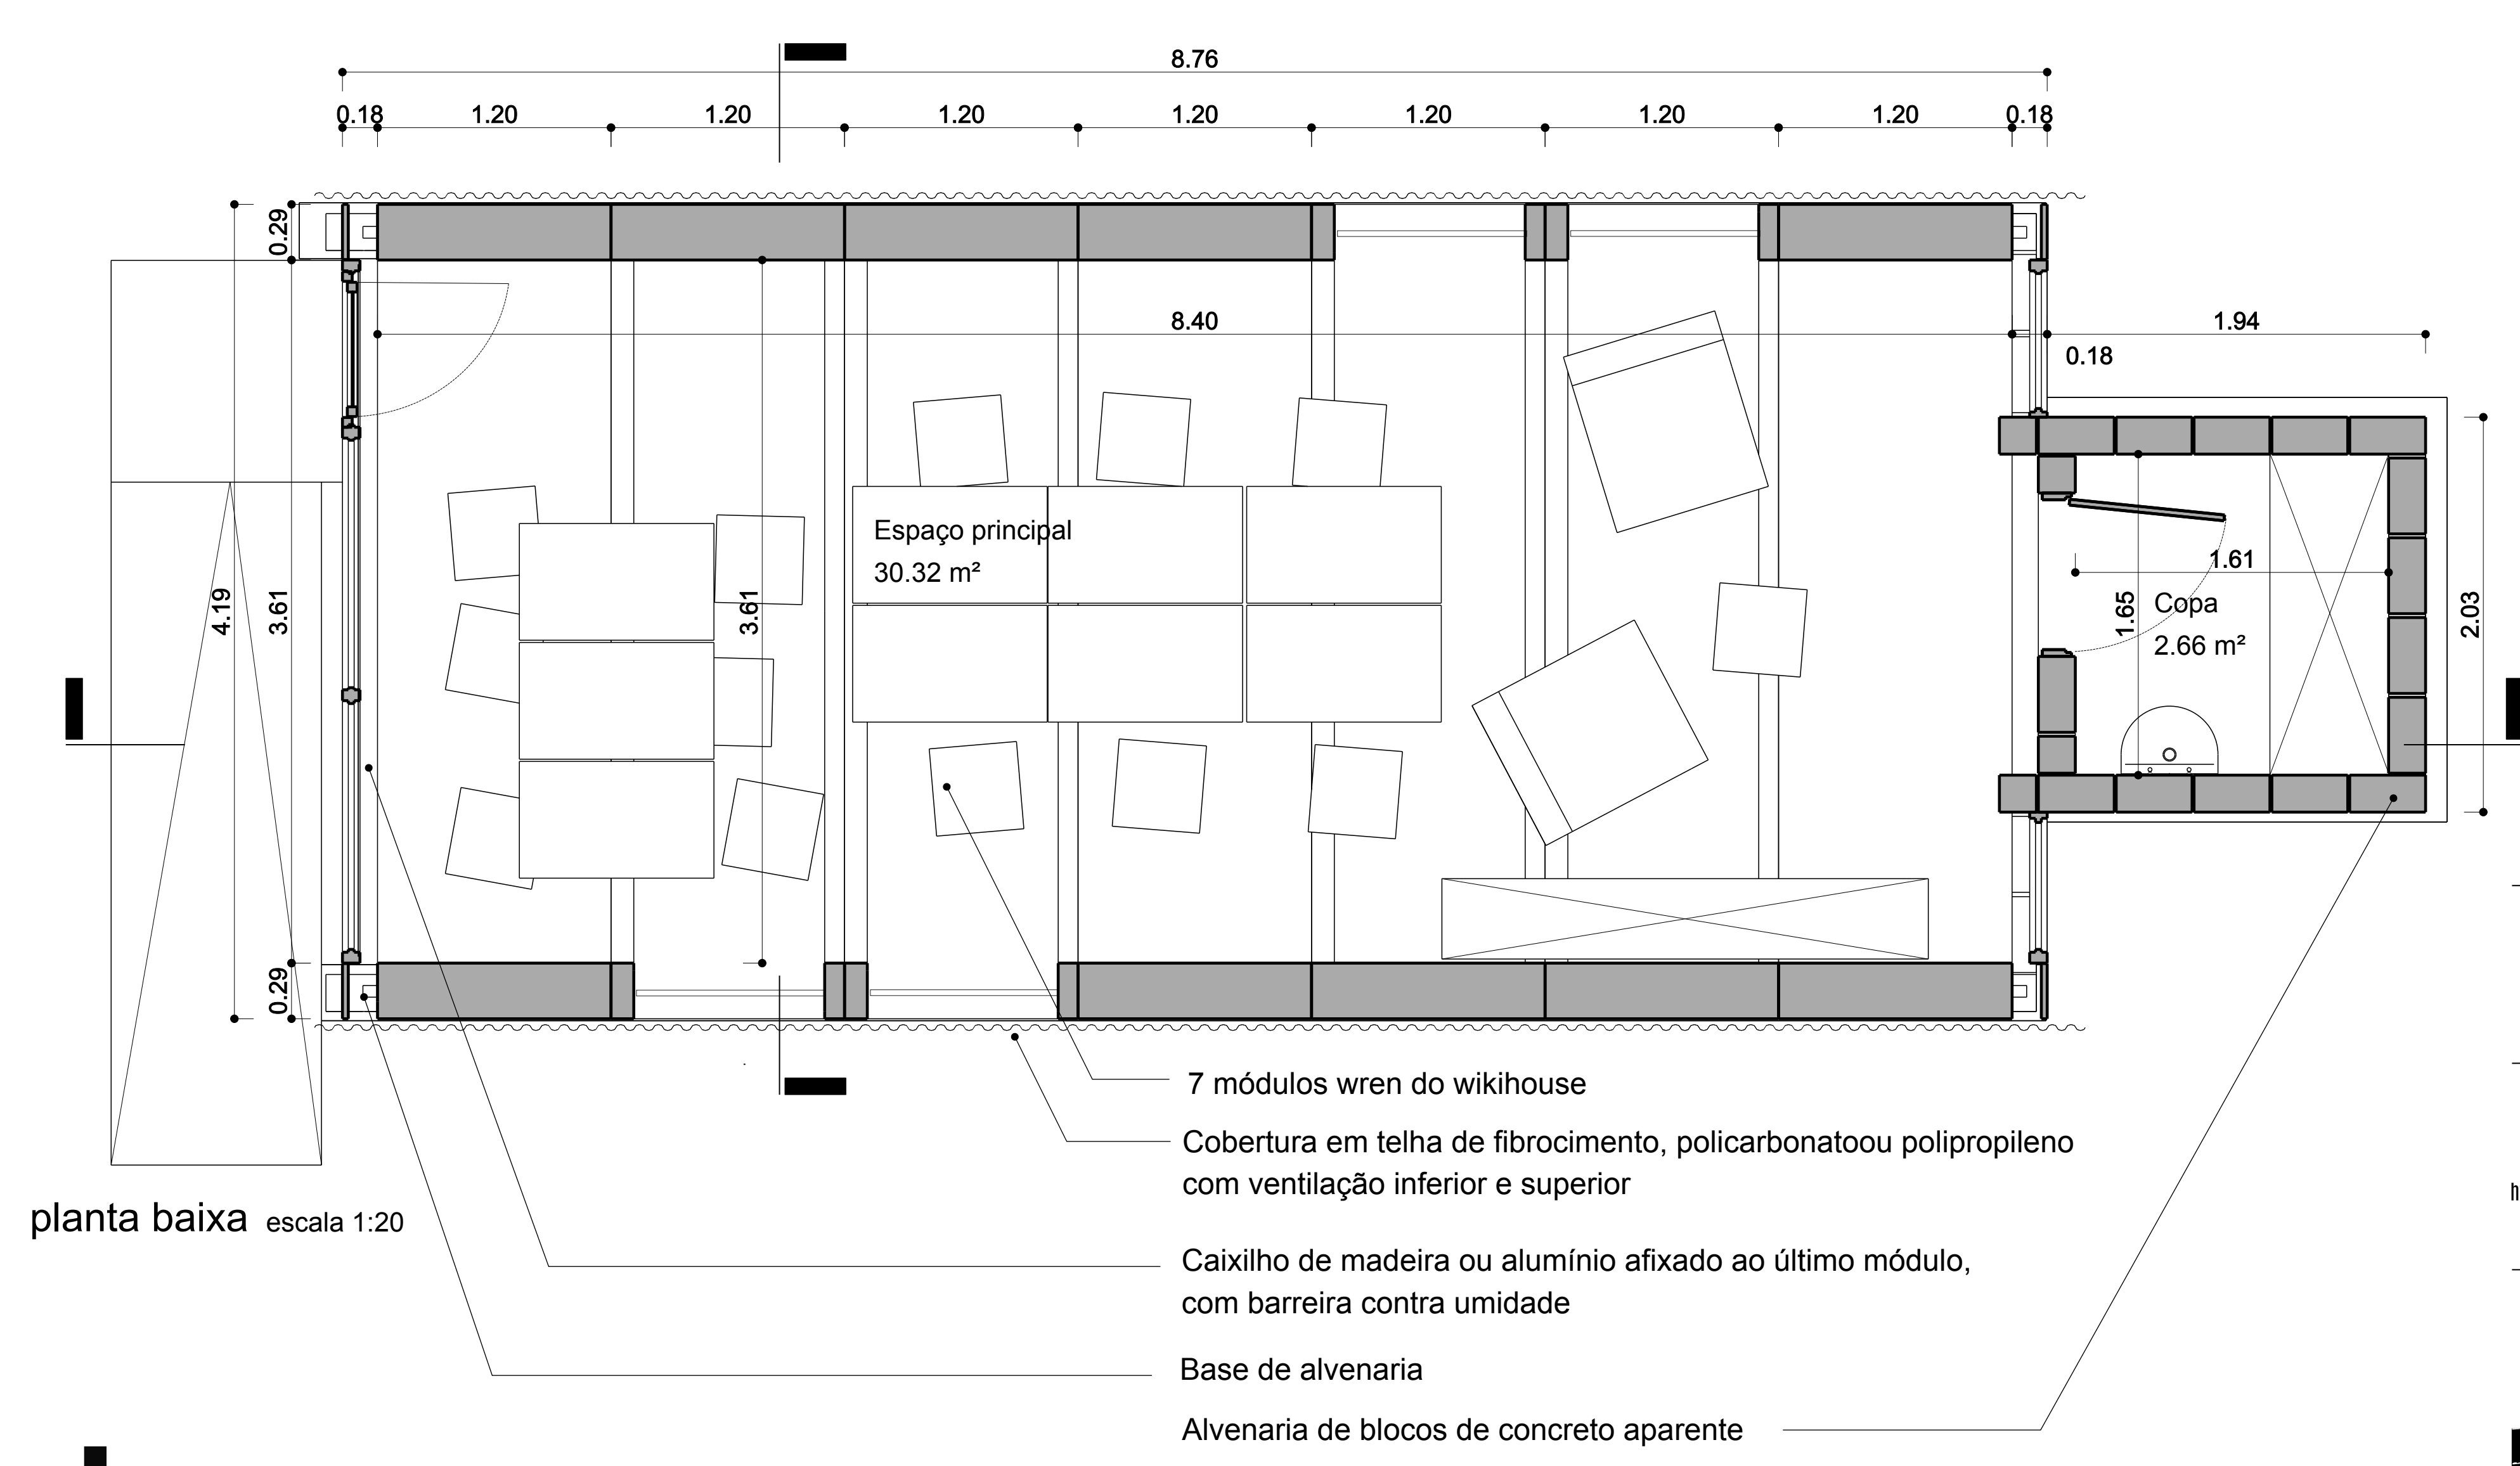 8.76
0.18
1.20
1.20
1.20
1.20
1.20
1.20
1.20
0.18
0.29
8.40
1.94
0.18
Espaço principal
30.32 m²
4.19
3.61
3.61
1.61
1.65
Copa
2.66 m²
2.03
0.29
7 módulos wren do wikihouse
Cobertura em telha de fibrocimento, policarbonatoou polipropileno
com ventilação inferior e superior
planta baixa escala 1:20
Caixilho de madeira ou alumínio afixado ao último módulo,
com barreira contra umidade
Base de alvenaria
Alvenaria de blocos de concreto aparente